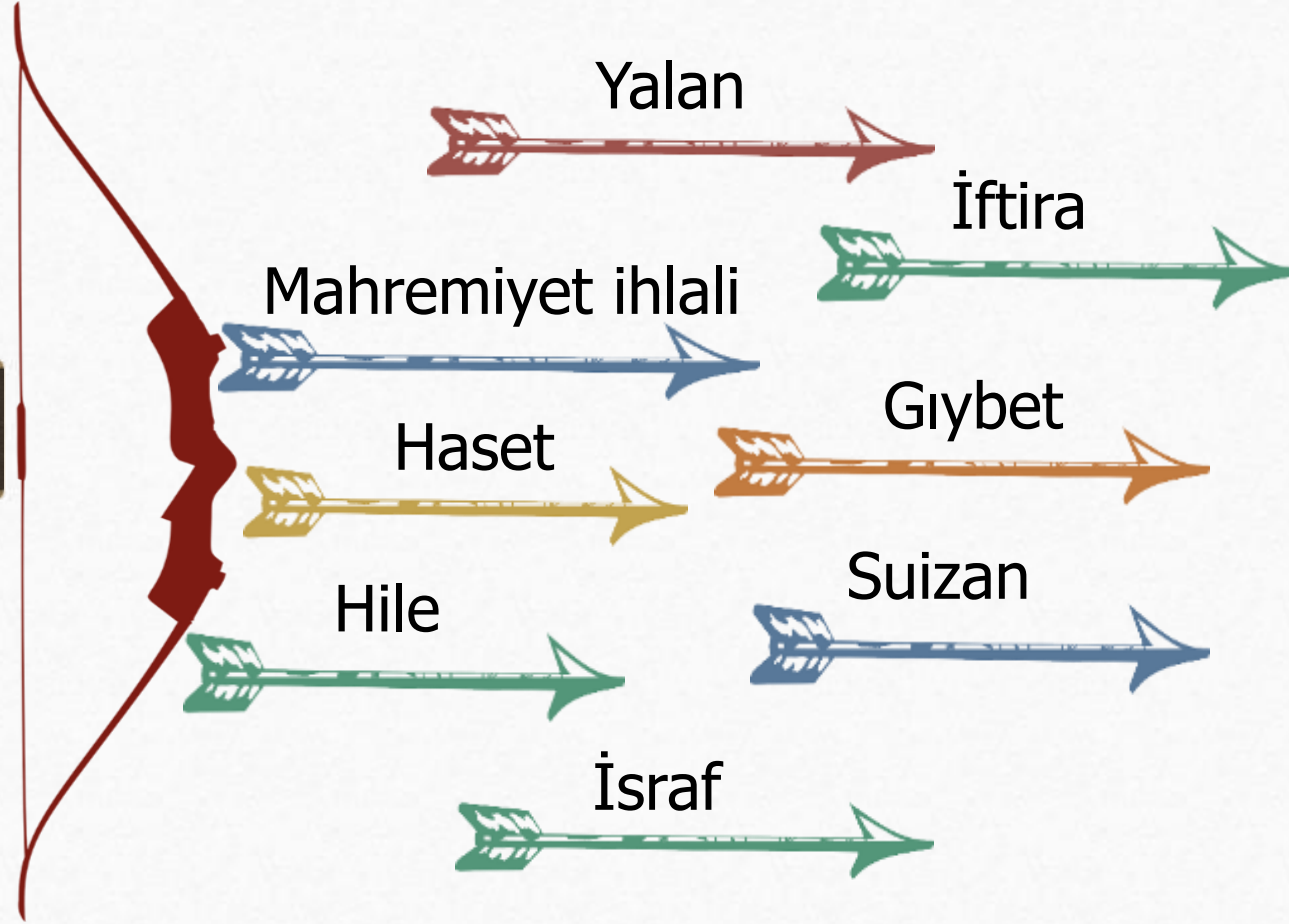 Yalan
İftira
Mahremiyet ihlali
Gıybet
Haset
Suizan
Hile
İsraf